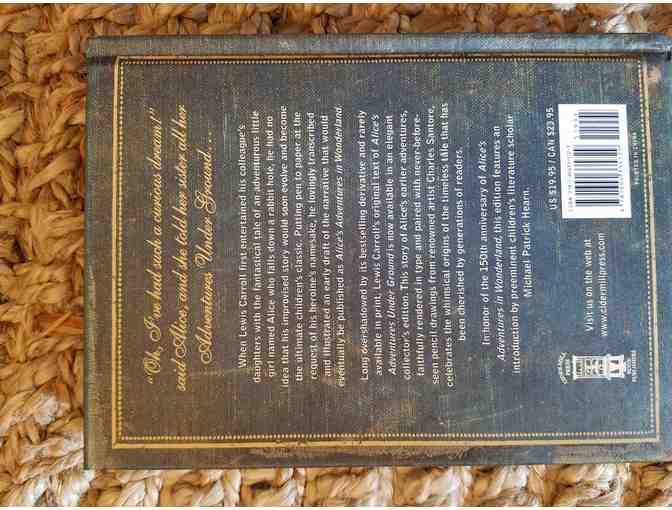 "Oh, I've had such a curious dream!"
said Alice, and she told her sister all her
Adventures Under Ground. . . .
When Lewis Carroll first entertained his colleague's
daughters with the fantastical tale of an adventurous little
girl named Alice who falls down a rabbit hole, he had no
idea that his improvised story would soon evolve and become
the ultimate children's classic. Putting pen to paper at the
request of his heroine's namesake, he lovingly transcribed
and illustrated an early draft of the narrative that would
eventually be published as Alice's Adventures in Wonderland.
Long overshadowed by its bestselling derivative and rarely
available in print, Lewis Carroll's original text of Alice's
Adventures Under Ground is now available in an elegant
collector's edition. This story of Alice's earlier adventures,
faithfully rendered in type and paired with never-before-
seen pencil drawings from renowned artist Charles Santore,
celebrates the whimsical origins of the timeless tale that has
been cherished by generations of readers.
In honor of the 150th anniversary of Alice's
Adventures in Wonderland, this edition features an
introduction by preeminent children's literature scholar
Michael Patrick Hearn.
CIDER MILL
PRESS
BOOK
PUBLISHERS
Visit us on the web at
www.cidermillpress.com
US $19.95 / CAN $23.95
PRINTED IN CHINA